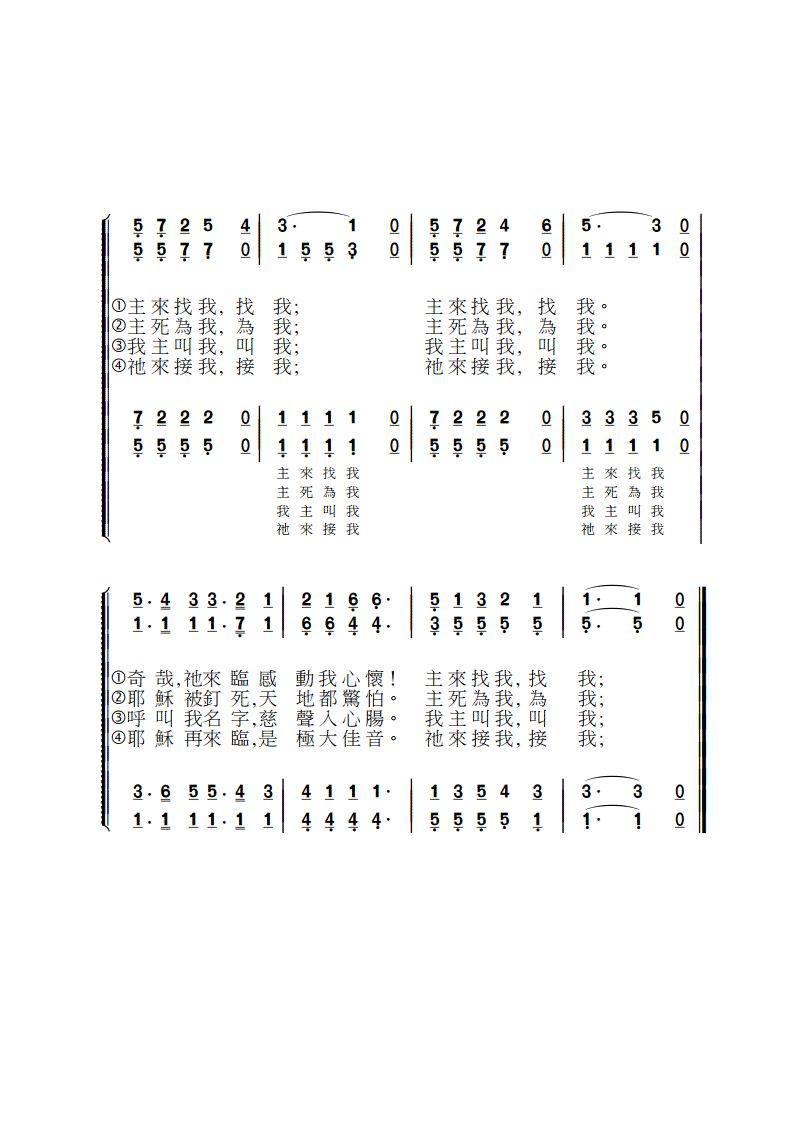 5 7 2 5 4 | 3· 1 0 | 5 7 2 4 6 | 5· 3 0
5 5 7 7 0 | 1 5 5 3 0 | 5 5 7 7 0 | 1 1 1 1 0
①主來找我，找 我； 主來找我，找 我。
②主死為我，為 我； 主死為我，為 我。
③我主叫我，叫 我； 我主叫我，叫 我。
④祂來接我，接 我； 祂來接我，接 我。
7 2 2 2 0 | 1 1 1 1 0 | 7 2 2 2 0 | 3 3 3 5 0
5 5 5 5 0 | 1 1 1 1 0 | 5 5 5 5 0 | 1 1 1 1 0
主來找我 主來找我
主死為我 主死為我
我主叫我 我主叫我
祂來接我 祂來接我
5·4 3 3·2 1 | 2 1 6 6· | 5 1 3 2 1 | 1· 1 0
1·1 1 1·7 1 | 6 6 4 4· | 3 5 5 5 5 | 5· 5 0
①奇哉，祂來臨感 動我心懷！ 主來找我，找 我；
②耶穌被釘死，天 地都驚怕。 主死為我，為 我；
③呼叫我名字，慈 聲入心腸。 我主叫我，叫 我；
④耶穌再來臨，是 極大佳音。 祂來接我，接 我；
3·6 5 5·4 3 | 4 1 1 1· | 1 3 5 4 3 | 3· 3 0
1·1 1 1·1 1 | 4 4 4 4· | 5 5 5 5 1 | 1· 1 0